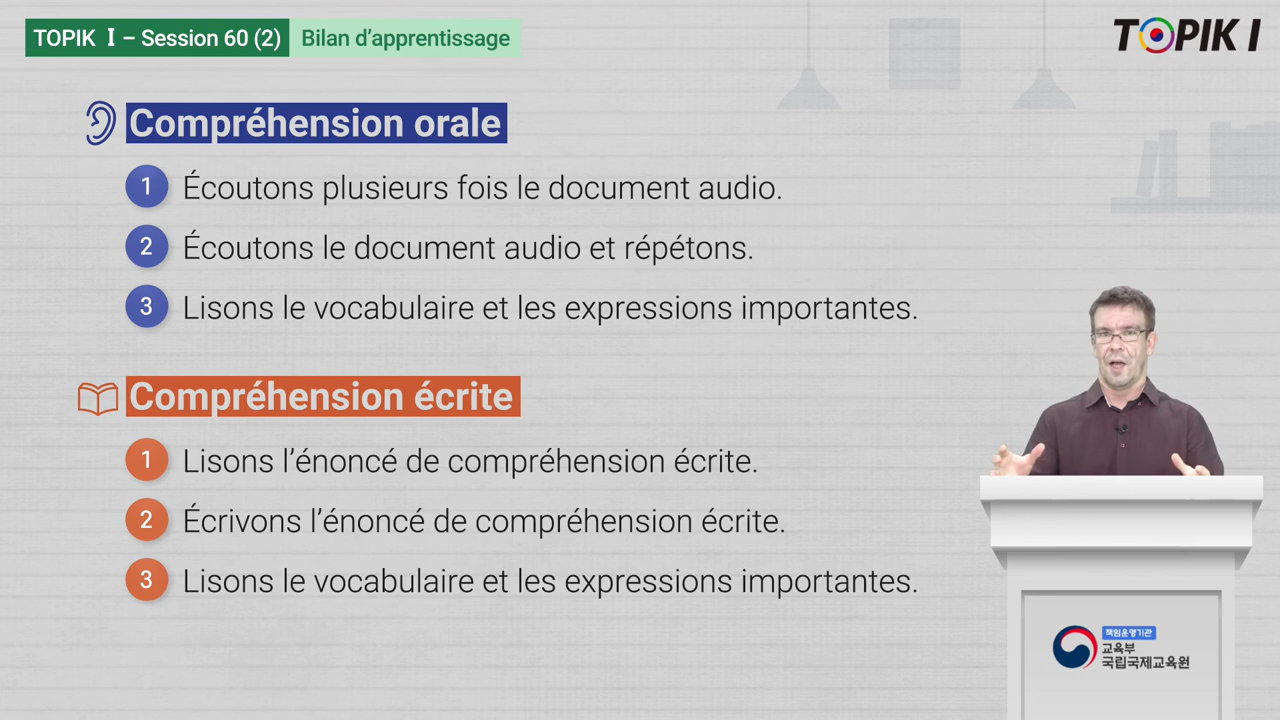 TOPIK Ⅰ – Session 60 (2) Bilan d’apprentissage
TOPIK I
Compréhension orale
1 Écoutons plusieurs fois le document audio.
2 Écoutons le document audio et répétons.
3 Lisons le vocabulaire et les expressions importantes.
Compréhension écrite
1 Lisons l’énoncé de compréhension écrite.
2 Écrivons l’énoncé de compréhension écrite.
3 Lisons le vocabulaire et les expressions importantes.
책임운영기관
교육부
국립국제교육원